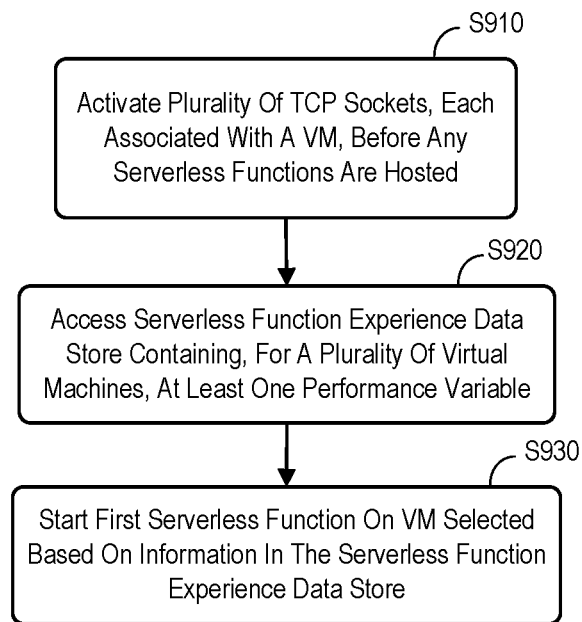 S910
Activate Plurality Of TCP Sockets, Each
Associated With A VM, Before Any
Serverless Functions Are Hosted
S920
Access Serverless Function Experience Data
Store Containing, For A Plurality Of Virtual
Machines, At Least One Performance Variable
S930
Start First Serverless Function On VM Selected
Based On Information In The Serverless Function
Experience Data Store